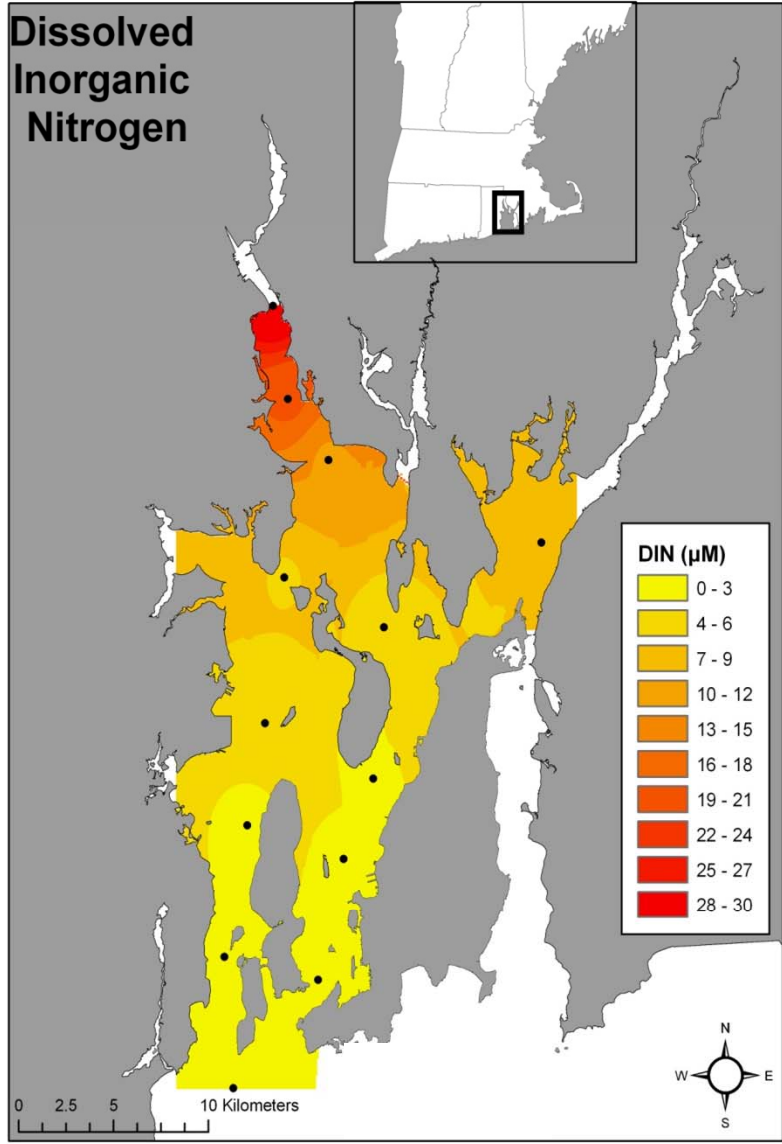 Dissolved
Inorganic
Nitrogen
DIN (µM)
0 - 3
4 - 6
7 - 9
10 - 12
13 - 15
16 - 18
19 - 21
22 - 24
25 - 27
28 - 30
N
W E
S
0 2.5 5 10 Kilometers